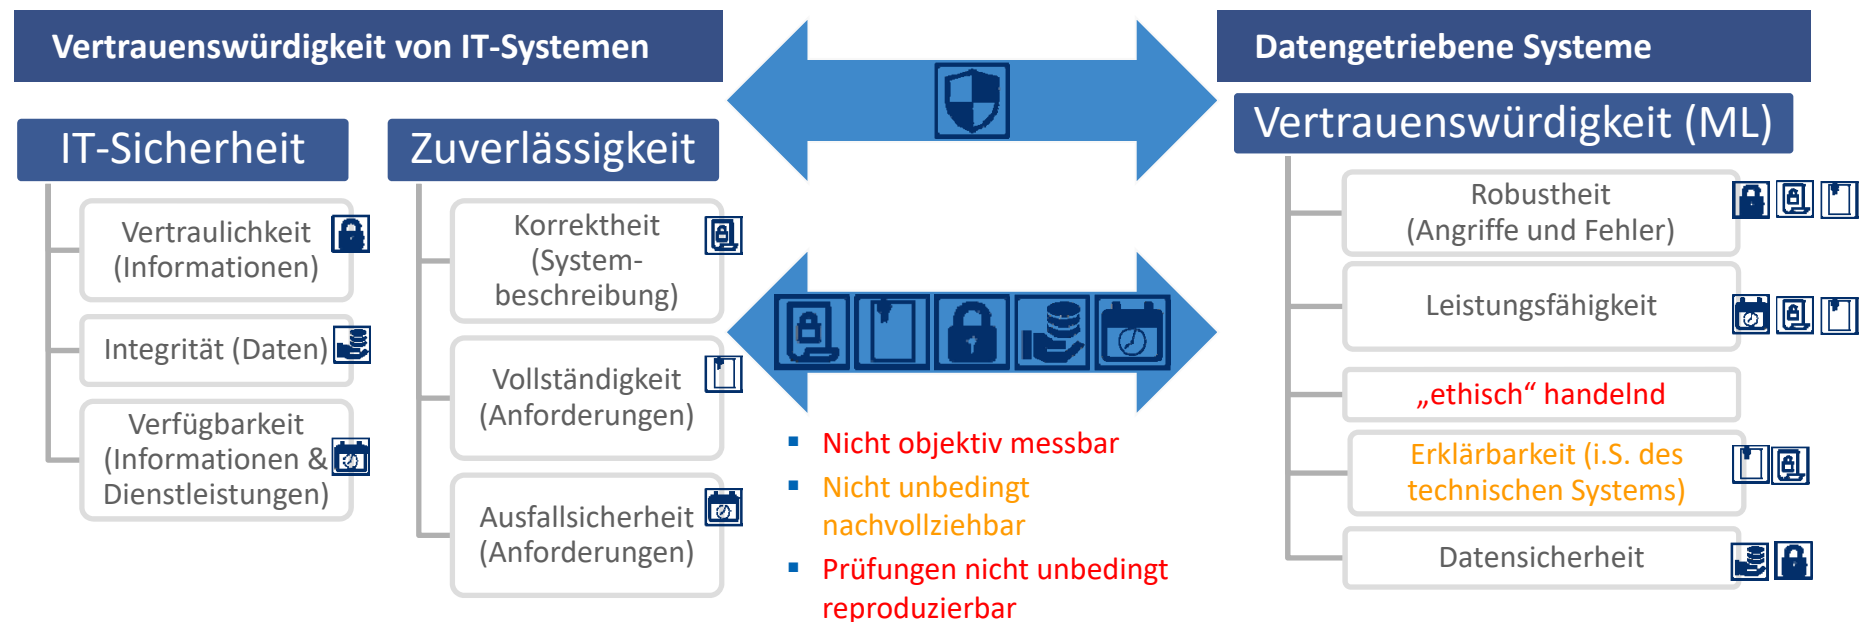 Vertrauenswürdigkeit von IT-Systemen
IT-Sicherheit
Vertraulichkeit
(Informationen)
Integrität (Daten)
Verfügbarkeit
(Informationen &
Dienstleistungen)
Zuverlässigkeit
Korrektheit
(System-
beschreibung)
Vollständigkeit
(Anforderungen)
Ausfallsicherheit
(Anforderungen)
Nicht objektiv messbar
Nicht unbedingt
nachvollziehbar
Prüfungen nicht unbedingt
reproduzierbar
Datengetriebene Systeme
Vertrauenswürdigkeit (ML)
Robustheit
(Angriffe und Fehler)
Leistungsfähigkeit
„ethisch“ handelnd
Erklärbarkeit (i.S. des
technischen Systems)
Datensicherheit